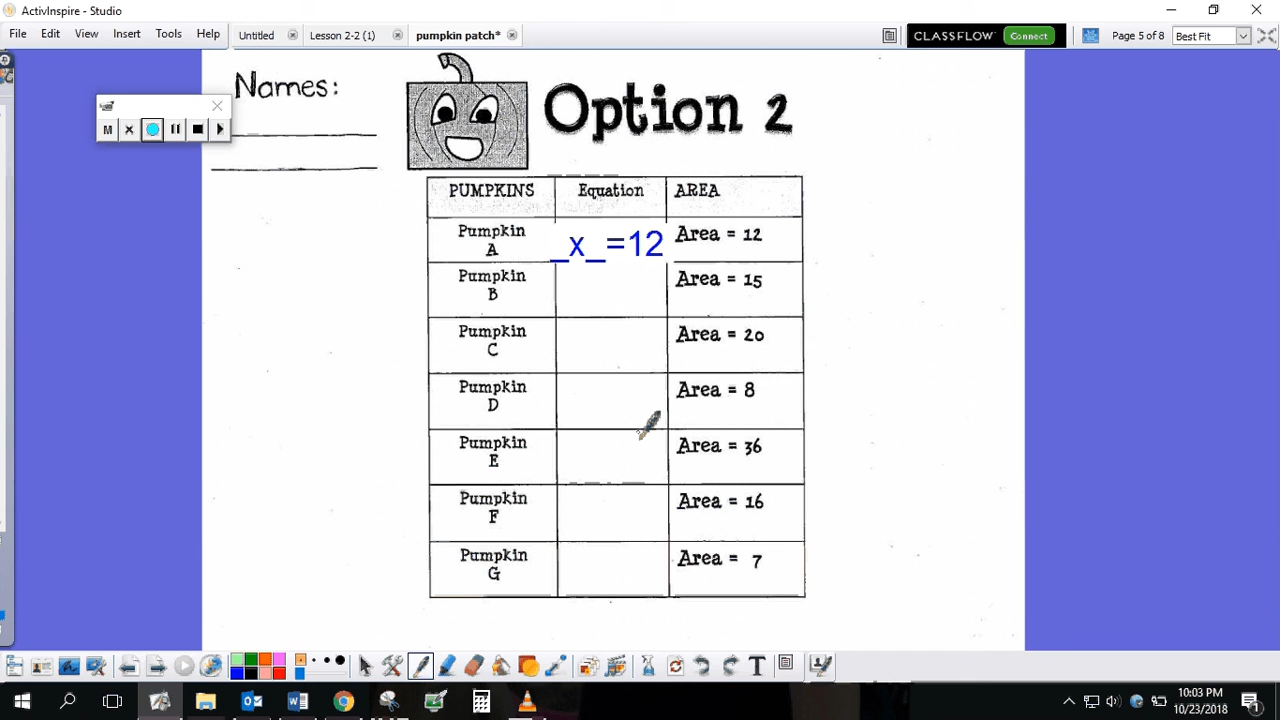 ActivInspire - Studio
File Edit View Insert Tools Help
Untitled Lesson 2-2 (1) pumpkin patch*
CLASSFLOW Connect Page 5 of 8 Best Fit
Names:
Option 2
M
PUMPKINS Equation AREA
Pumpkin A _x_=12 Area = 12
Pumpkin B Area = 15
Pumpkin C Area = 20
Pumpkin D Area = 8
Pumpkin E Area = 36
Pumpkin F Area = 16
Pumpkin G Area = 7
T
10:03 PM
10/23/2018